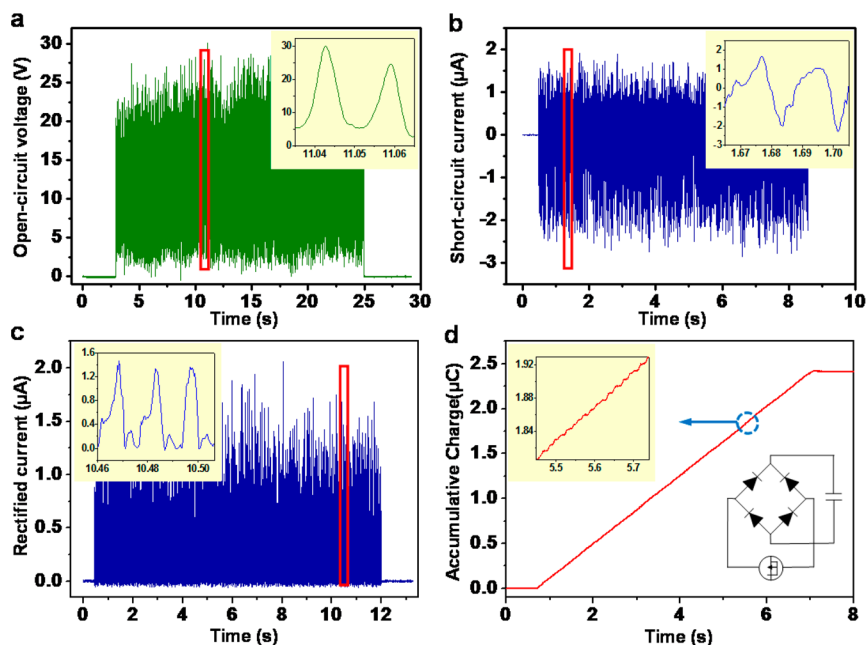 a
Open-circuit voltage (V)
30
25
20
15
10
5
0
0 5 10 15 20 25 30
Time (s)
30
20
10
0
11.04 11.05 11.06
b
Short-circuit current (μA)
2
1
0
-1
-2
-3
0 2 4 6 8 10
Time (s)
3
2
1
0
-1
-2
-3
1.67 1.68 1.69 1.70
c
Rectified current (μA)
2.0
1.5
1.0
0.5
0.0
0 2 4 6 8 10 12
Time (s)
1.6
1.2
0.8
0.4
0.0
10.46 10.48 10.50
d
Accumulative Charge(μC)
2.5
2.0
1.5
1.0
0.5
0.0
0 2 4 6 8
Time (s)
1.92
1.84
5.5 5.6 5.7